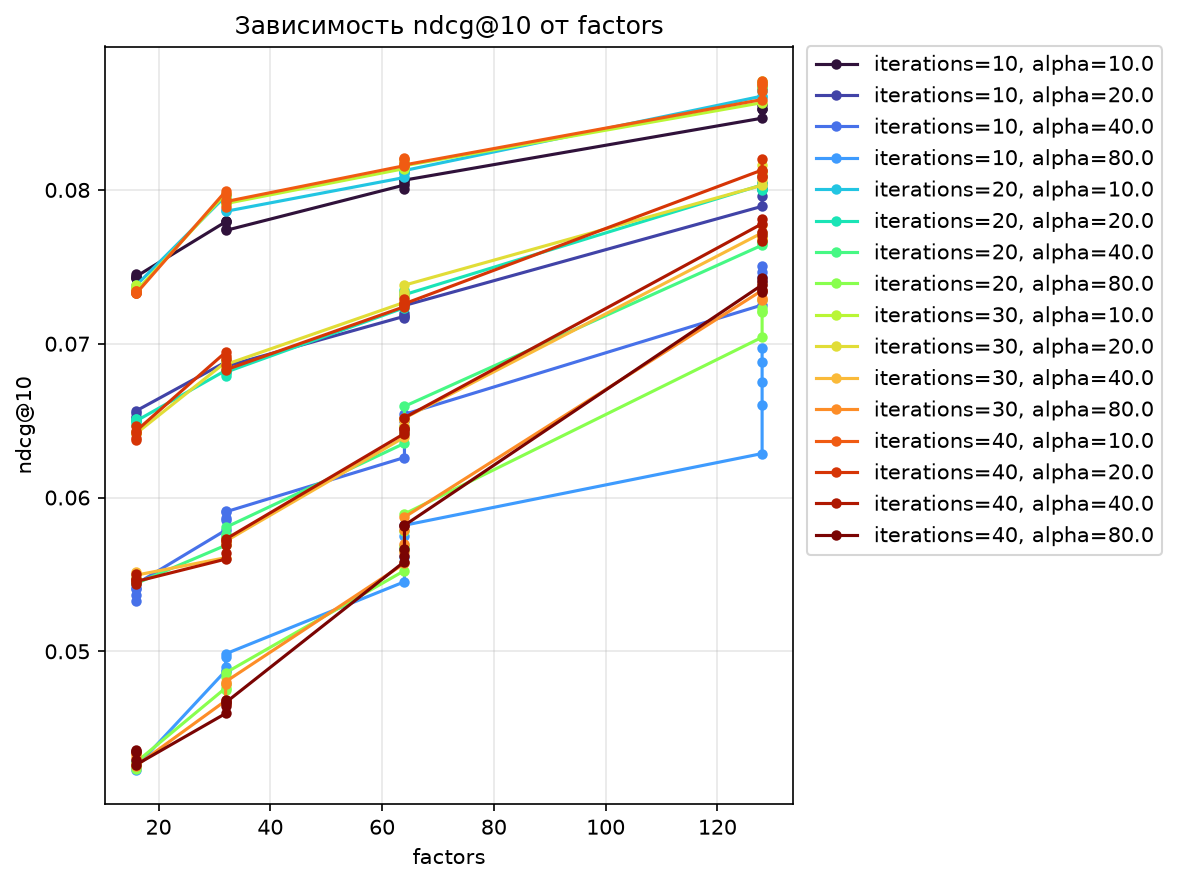 Зависимость ndcg@10 от factors
ndcg@10
0.08
0.07
0.06
0.05
20 40 60 80 100 120
factors
iterations=10, alpha=10.0
iterations=10, alpha=20.0
iterations=10, alpha=40.0
iterations=10, alpha=80.0
iterations=20, alpha=10.0
iterations=20, alpha=20.0
iterations=20, alpha=40.0
iterations=20, alpha=80.0
iterations=30, alpha=10.0
iterations=30, alpha=20.0
iterations=30, alpha=40.0
iterations=30, alpha=80.0
iterations=40, alpha=10.0
iterations=40, alpha=20.0
iterations=40, alpha=40.0
iterations=40, alpha=80.0